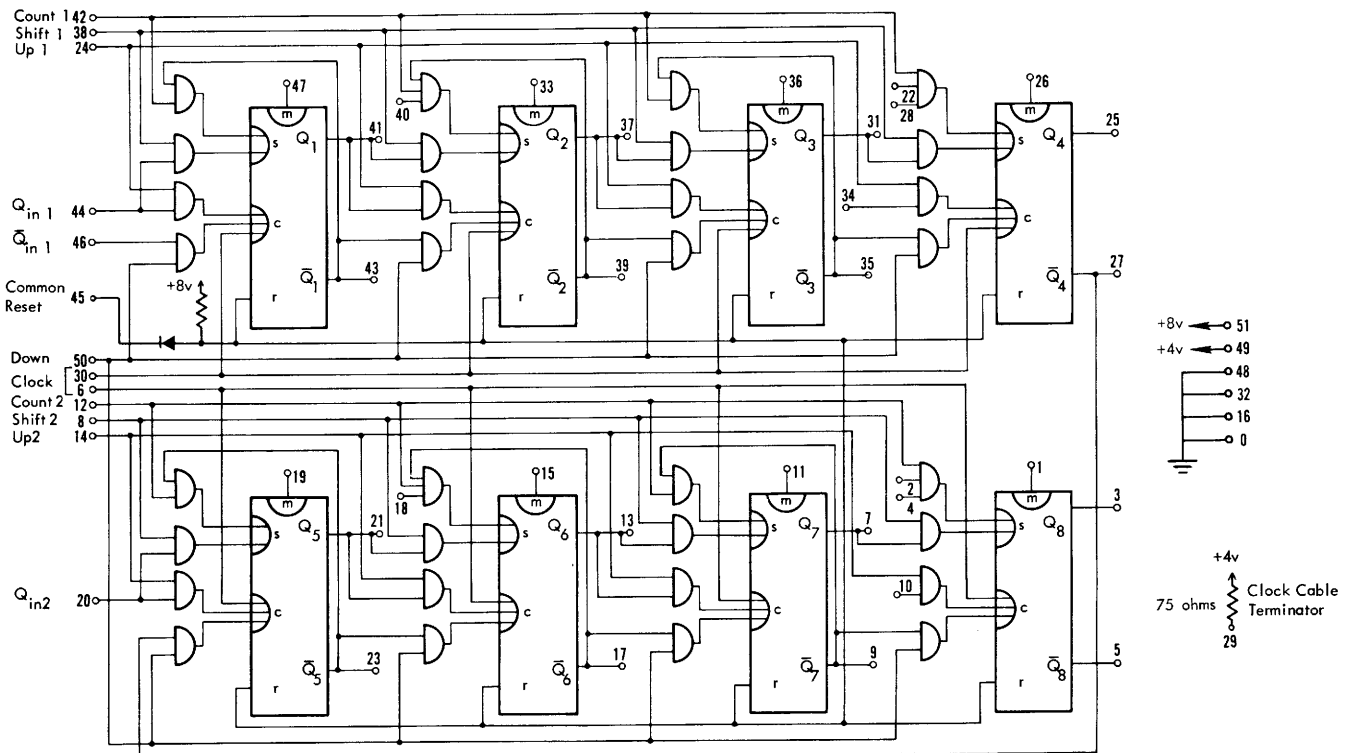 Count 1 42
Shift 1 38
Up 1 24
47
33
36
26
m
m
m
m
40
22
28
41
37
31
25
Q1
Q2
Q3
Q4
s
s
s
s
Q in 1 44
34
c
c
c
c
Q̅ in 1 46
+8v
Q̅1
Q̅2
Q̅3
Q̅4
43
39
35
27
Common
Reset 45
r
r
r
r
Down 50
Clock 30
6
Count 2 12
Shift 2 8
Up2 14
+8v 51
+4v 49
48
32
16
0
19
15
11
1
m
m
m
m
18
2
4
21
13
7
3
Q5
Q6
Q7
Q8
s
s
s
s
Q in2 20
10
c
c
c
c
Q̅5
Q̅6
Q̅7
Q̅8
23
17
9
5
r
r
r
r
+4v
75 ohms
Clock Cable
Terminator
29